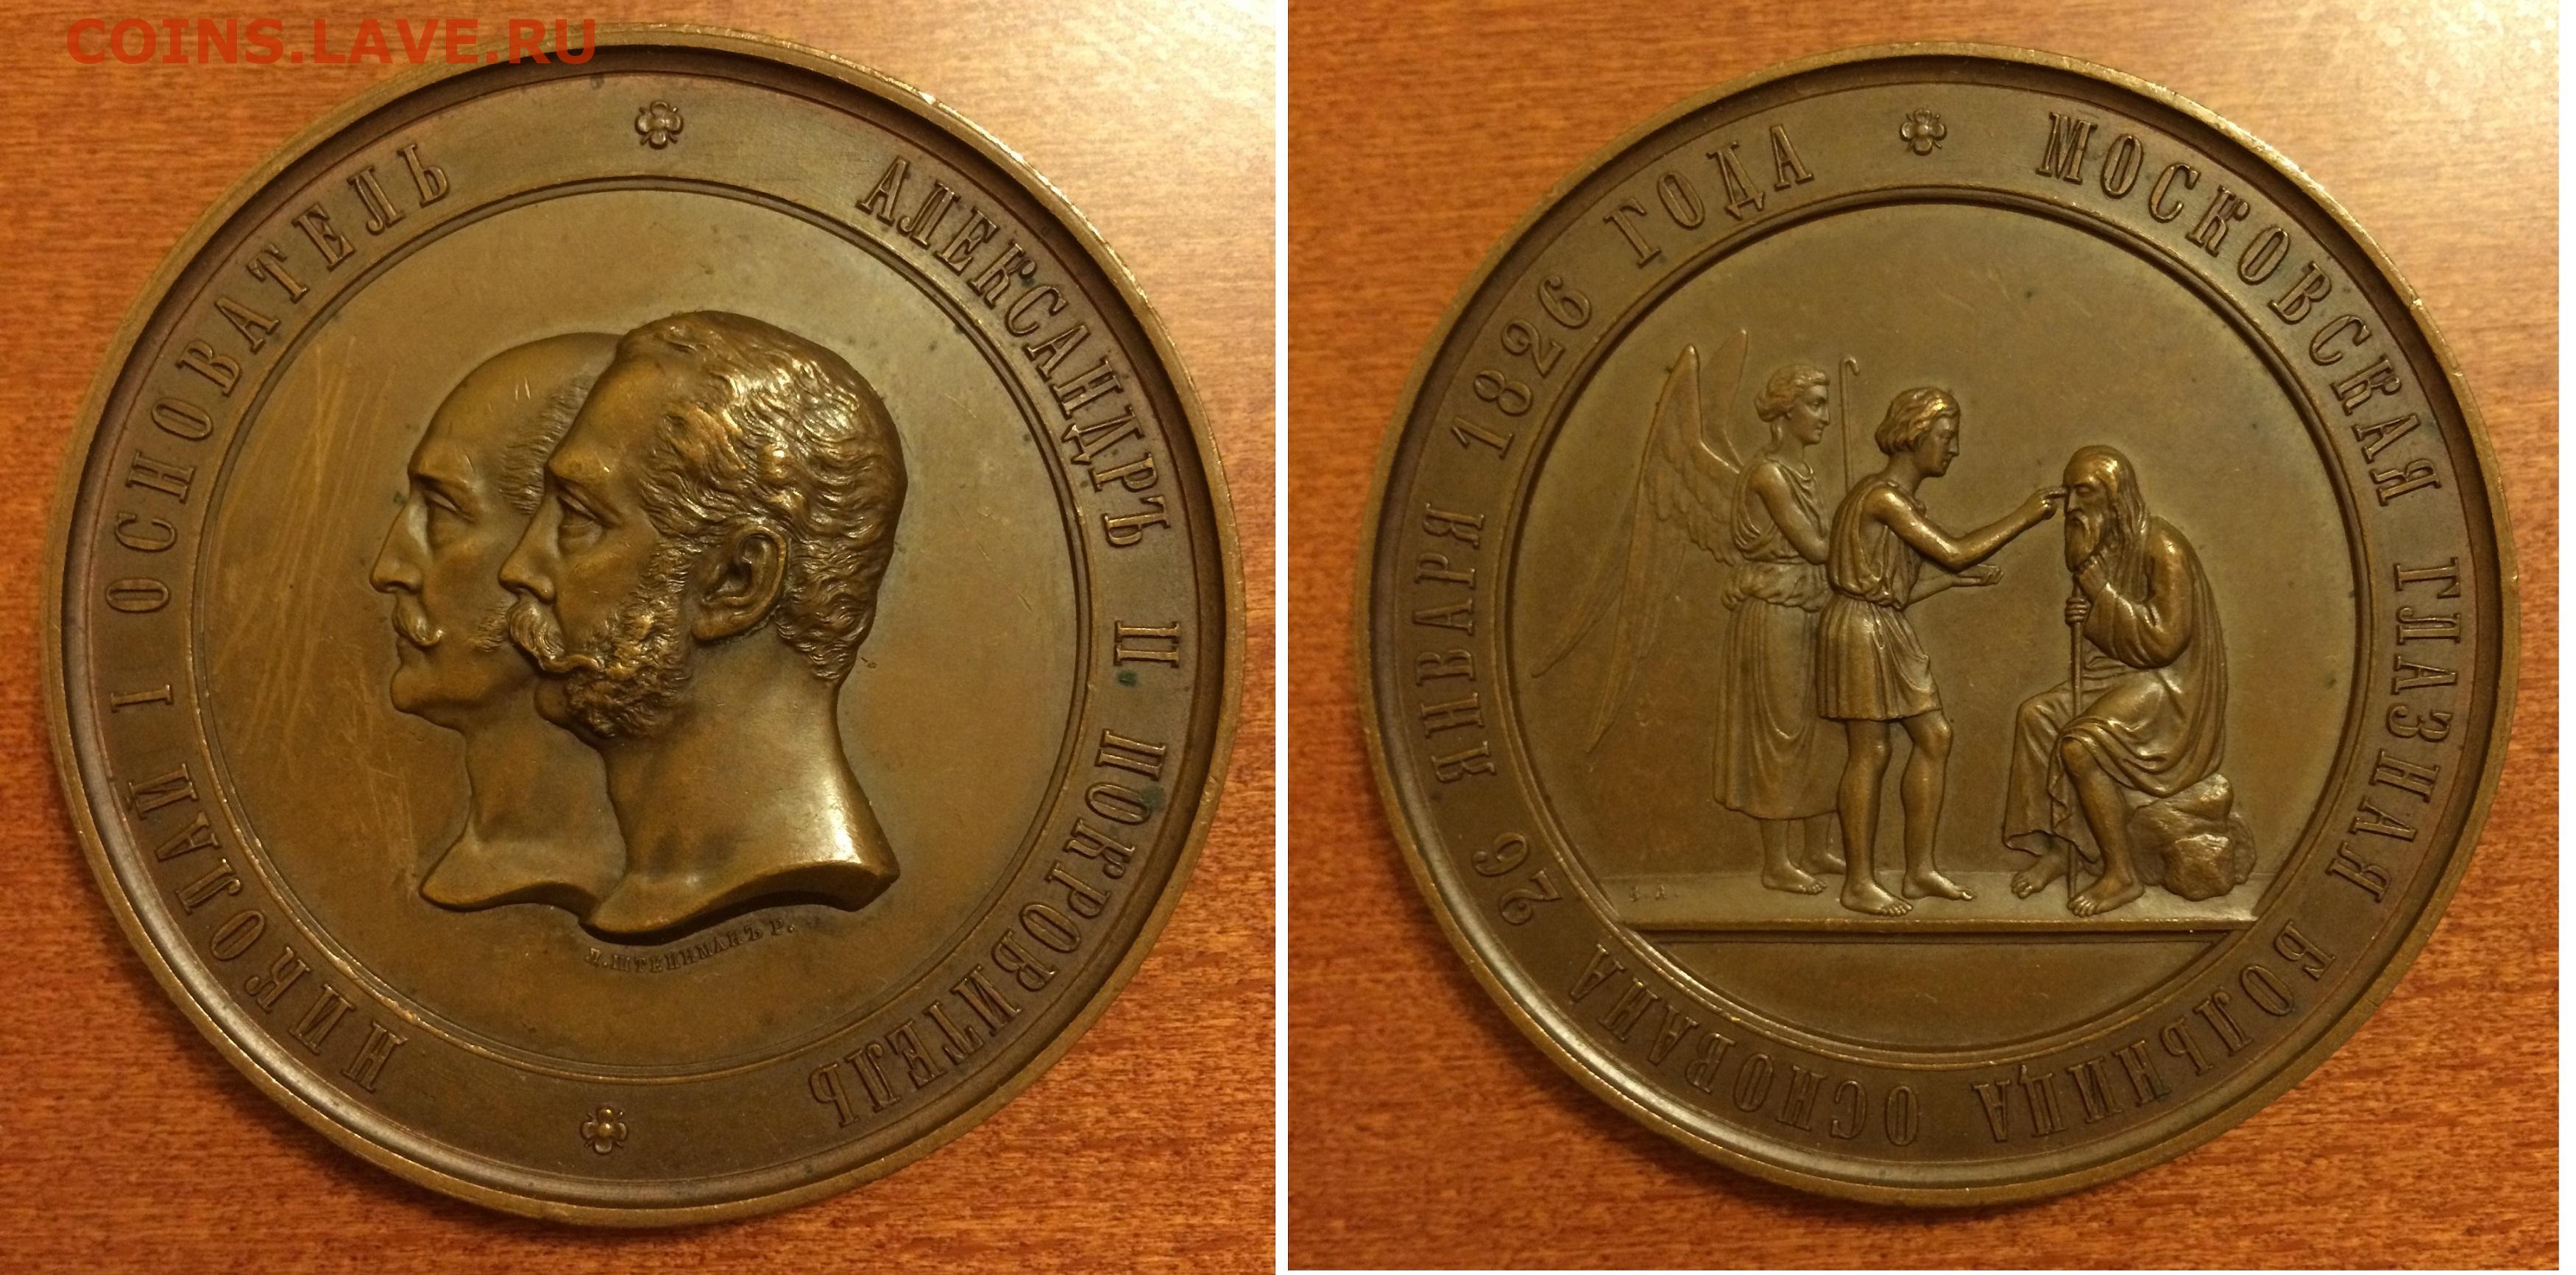 COINS.LAVE.RU
НИКОЛАЙ I ОСНОВАТЕЛЬ
АЛЕКСАНДРЪ II ПОКРОВИТЕЛЬ
Р.
МОСКОВСКАЯ ГЛАЗНАЯ БОЛЬНИЦА ОСНОВАНА 26 ЯНВАРЯ 1826 ГОДА